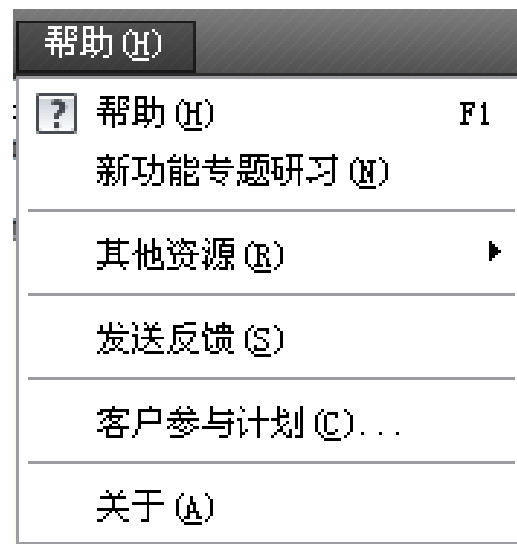 帮助(H)
帮助(H) F1
新功能专题研习(N)
其他资源(R)
发送反馈(S)
客户参与计划(C)...
关于(A)